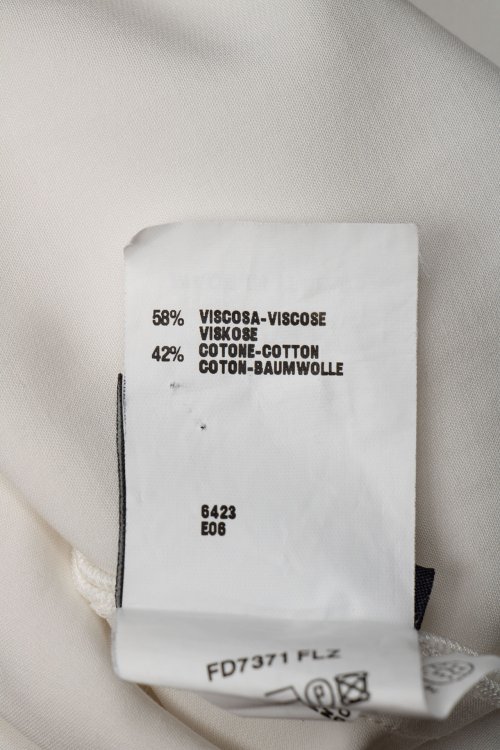 58% VISCOSA-VISCOSE
VISKOSE
42% COTONE-COTTON
COTON-BAUMWOLLE
6423
E06
FD7371 FLZ